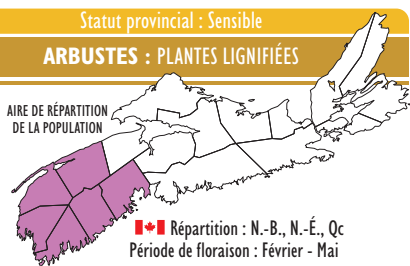 Statut provincial : Sensible
ARBUSTES : PLANTES LIGNIFIÉES
AIRE DE RÉPARTITION
DE LA POPULATION
Répartition : N.-B., N.-É., Qc
Période de floraison : Février - Mai